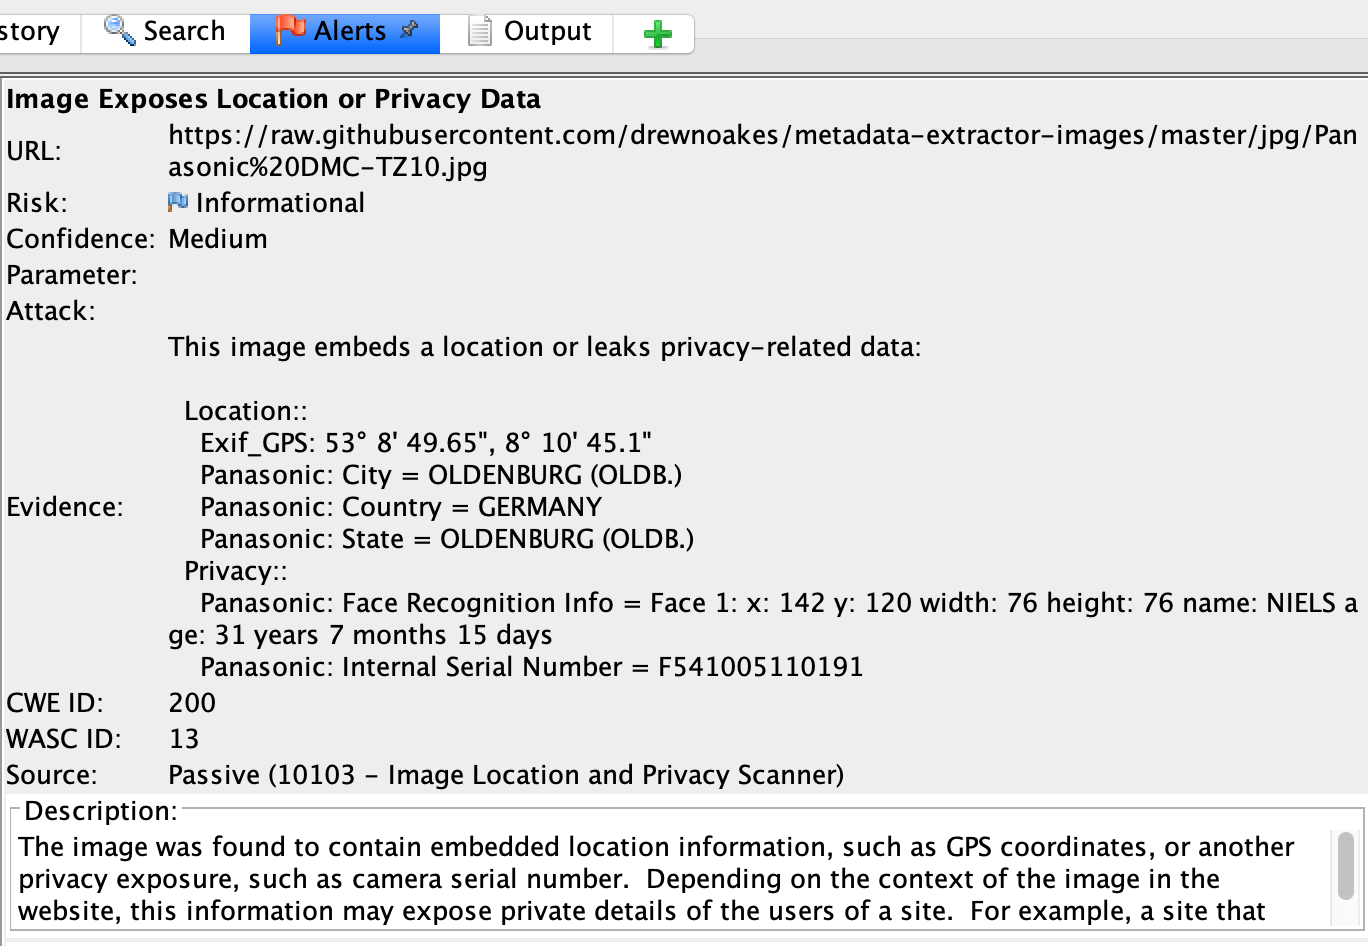 story Search Alerts Output
Image Exposes Location or Privacy Data
URL: https://raw.githubusercontent.com/drewnoakes/metadata-extractor-images/master/jpg/Pan
asonic%20DMC-TZ10.jpg
Risk: Informational
Confidence: Medium
Parameter:
Attack:
This image embeds a location or leaks privacy-related data:
Location::
Exif_GPS: 53° 8' 49.65", 8° 10' 45.1"
Panasonic: City = OLDENBURG (OLDB.)
Evidence: Panasonic: Country = GERMANY
Panasonic: State = OLDENBURG (OLDB.)
Privacy::
Panasonic: Face Recognition Info = Face 1: x: 142 y: 120 width: 76 height: 76 name: NIELS a
ge: 31 years 7 months 15 days
Panasonic: Internal Serial Number = F541005110191
CWE ID: 200
WASC ID: 13
Source: Passive (10103 - Image Location and Privacy Scanner)
Description:
The image was found to contain embedded location information, such as GPS coordinates, or another
privacy exposure, such as camera serial number.  Depending on the context of the image in the
website, this information may expose private details of the users of a site.  For example, a site that